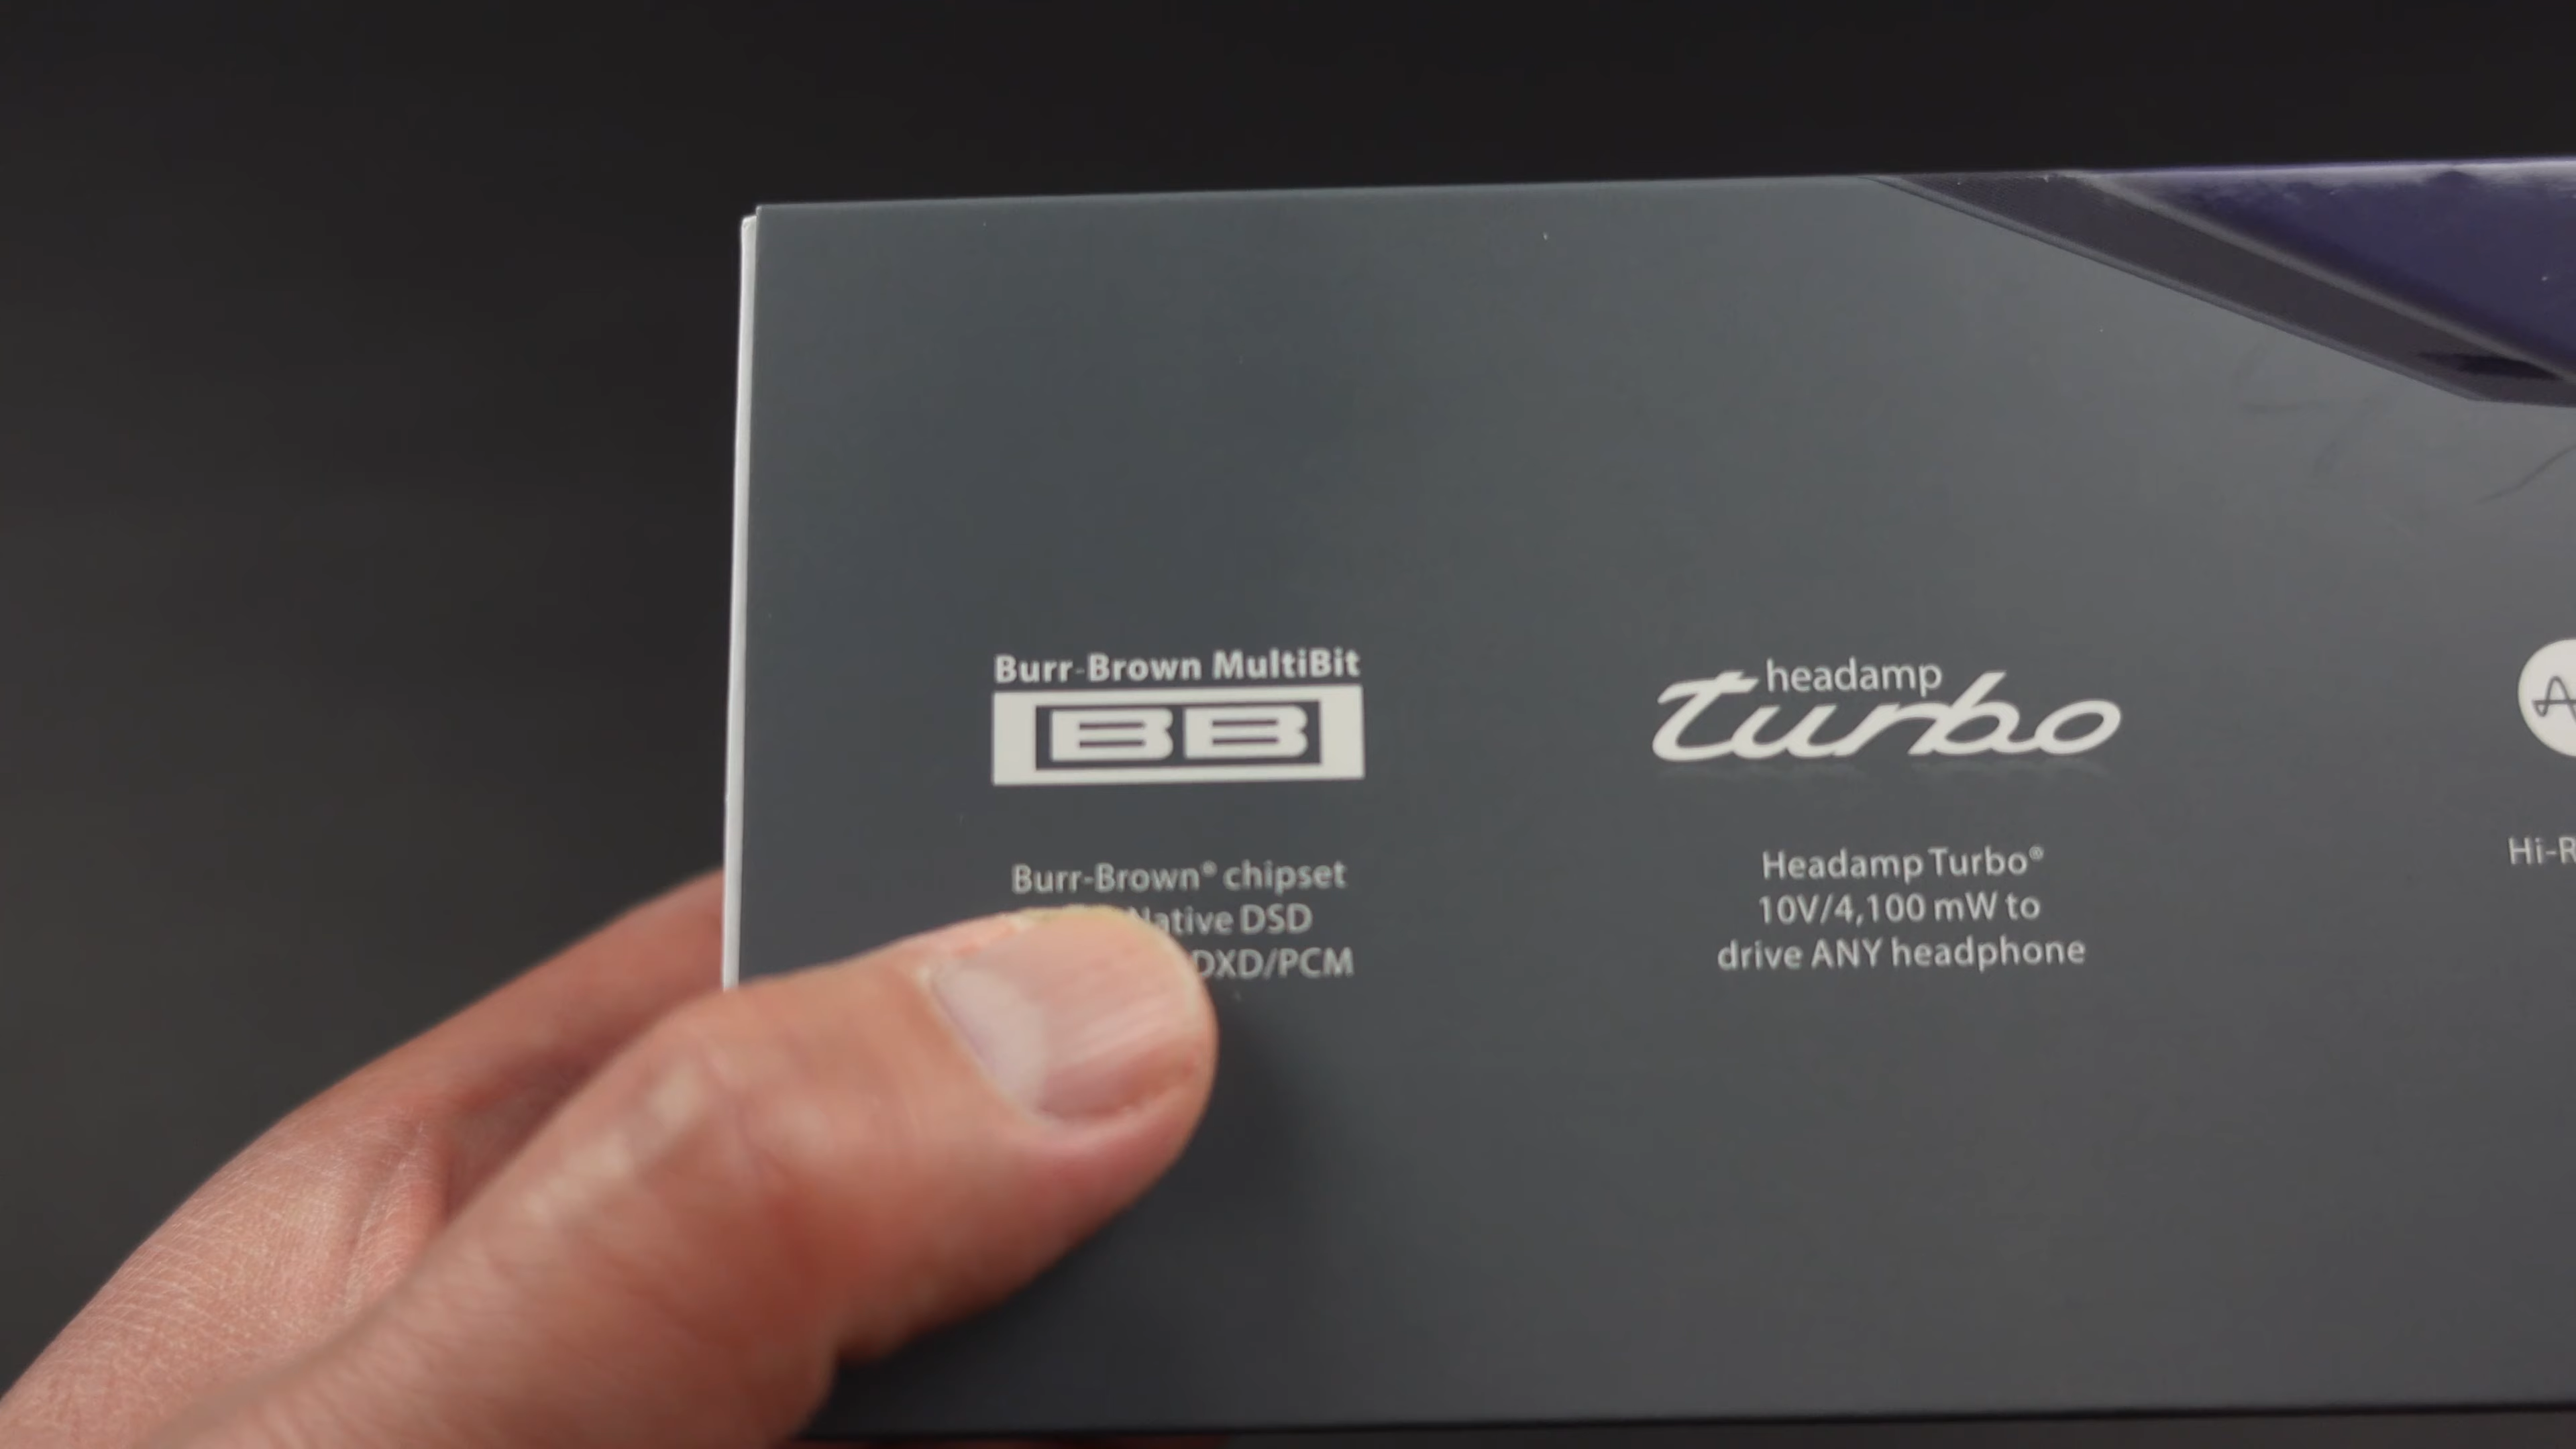 Burr-Brown MultiBit
BB
Burr-Brown® chipset
Native DSD
DXD/PCM
headamp
turbo
Headamp Turbo®
10V/4,100 mW to
drive ANY headphone